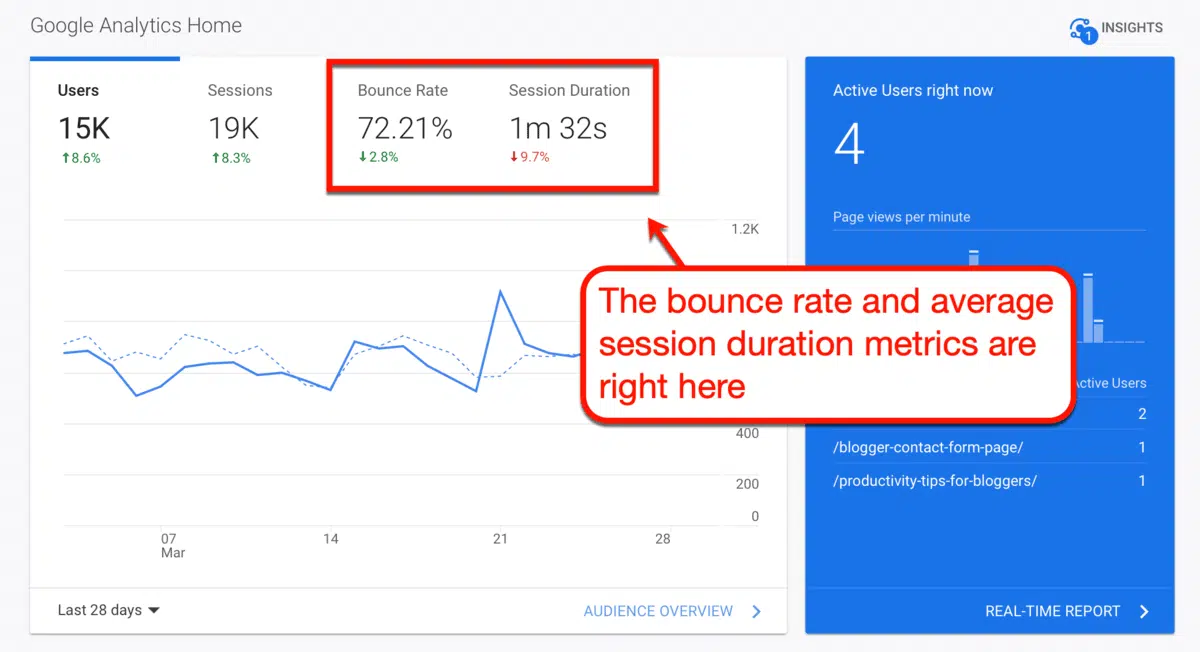 Google Analytics Home
INSIGHTS
1
Users
Sessions
Bounce Rate
Session Duration
15K
19K
72.21%
1m 32s
↑8.6%
↑8.3%
↓2.8%
↓9.7%
1.2K
400
200
0
07
Mar
14
21
28
The bounce rate and average
session duration metrics are
right here
Last 28 days
AUDIENCE OVERVIEW
Active Users right now
4
Page views per minute
Active Users
2
/blogger-contact-form-page/ 1
/productivity-tips-for-bloggers/ 1
REAL-TIME REPORT